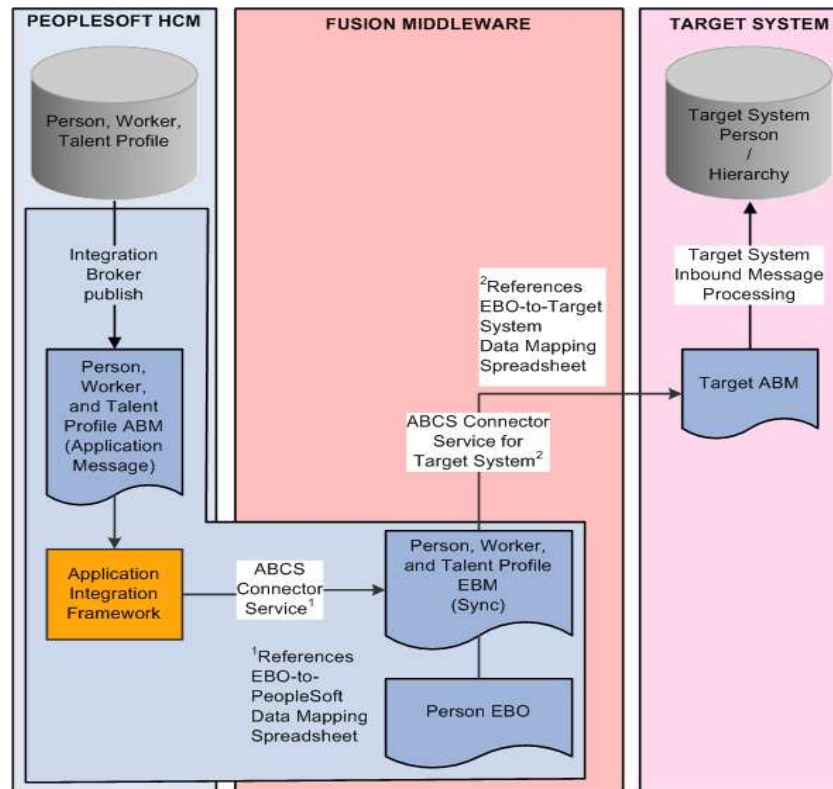 PEOPLESOFT HCM
FUSION MIDDLEWARE
TARGET SYSTEM
Person, Worker,
Talent Profile
Target System
Person
/
Hierarchy
Integration
Broker
publish
Target System
Inbound Message
Processing
²References
EBO-to-Target
System
Data Mapping
Spreadsheet
Person,
Worker,
and Talent
Profile ABM
(Application
Message)
Target ABM
ABCS Connector
Service for
Target System²
Application
Integration
Framework
ABCS
Connector
Service¹
Person, Worker,
and Talent Profile
EBM
(Sync)
¹References
EBO-to-
PeopleSoft
Data Mapping
Spreadsheet
Person EBO